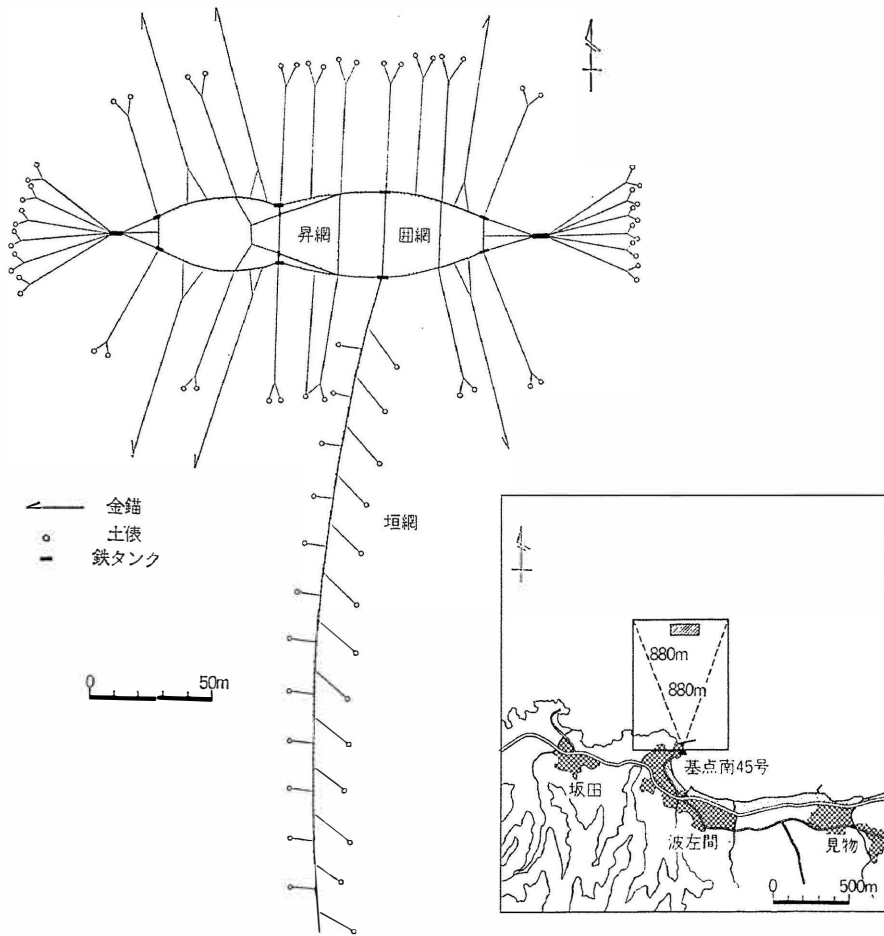 昇網
囲網
垣網
金錨
土俵
鉄タンク
0 50m
880m
880m
基点南45号
坂田
波左間
見物
0 500m